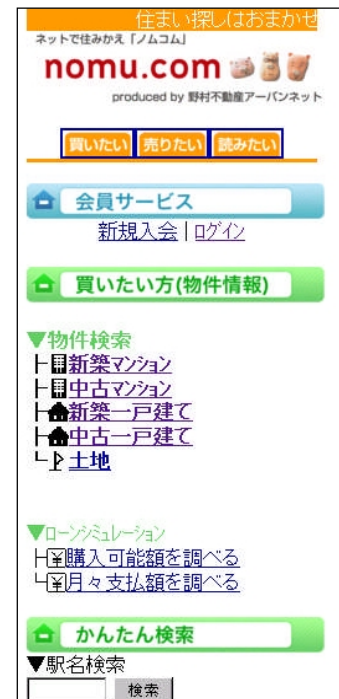 住まい探しはおまかせ
ネットで住みかえ「ノムコム」
nomu.com
produced by 野村不動産アーバンネット
買いたい 売りたい 読みたい
会員サービス
新規入会 | ﾛｸﾞｲﾝ
買いたい方(物件情報)
▼物件検索
├新築ﾏﾝｼｮﾝ
├中古ﾏﾝｼｮﾝ
├新築一戸建て
├中古一戸建て
└土地
▼ﾛｰﾝｼﾐｭﾚｰｼｮﾝ
├¥購入可能額を調べる
└¥月々支払額を調べる
かんたん検索
▼駅名検索
検索